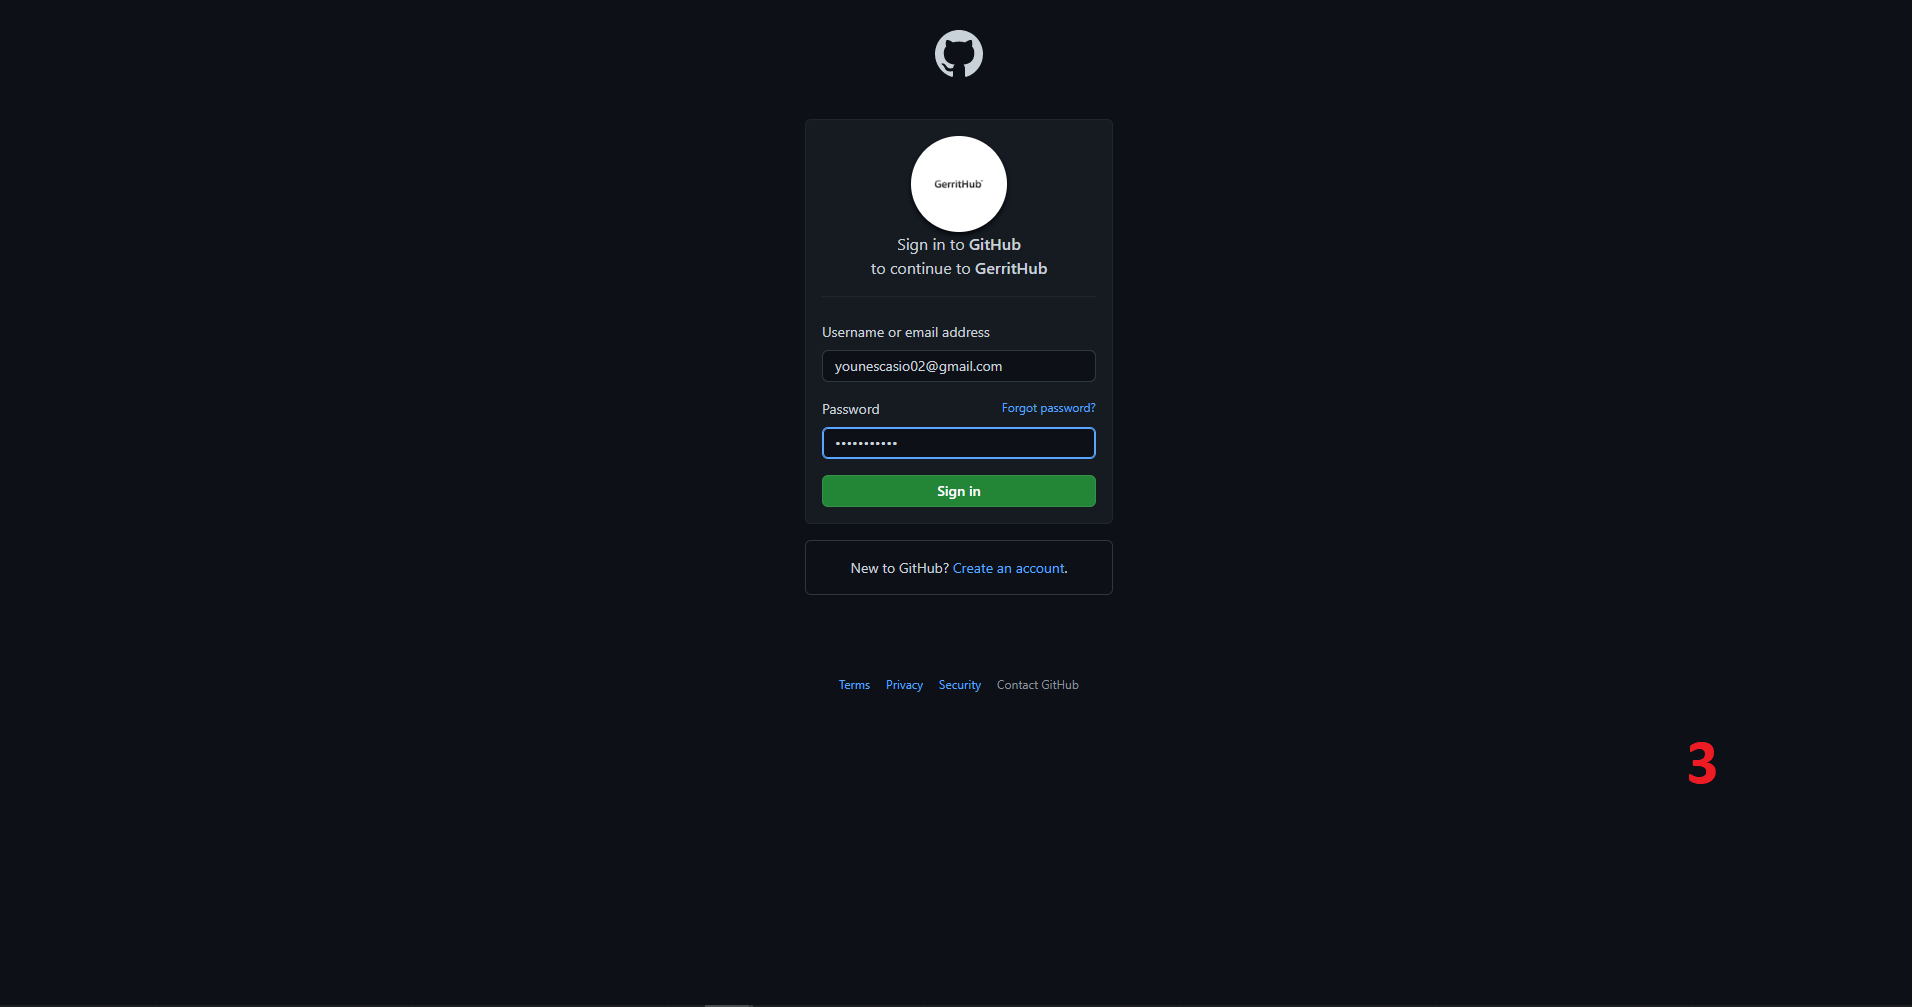 GerritHub
Sign in to GitHub
to continue to GerritHub
Username or email address
younescasio02@gmail.com
Password
Forgot password?
•••••••••••
Sign in
New to GitHub? Create an account.
Terms Privacy Security Contact GitHub
3